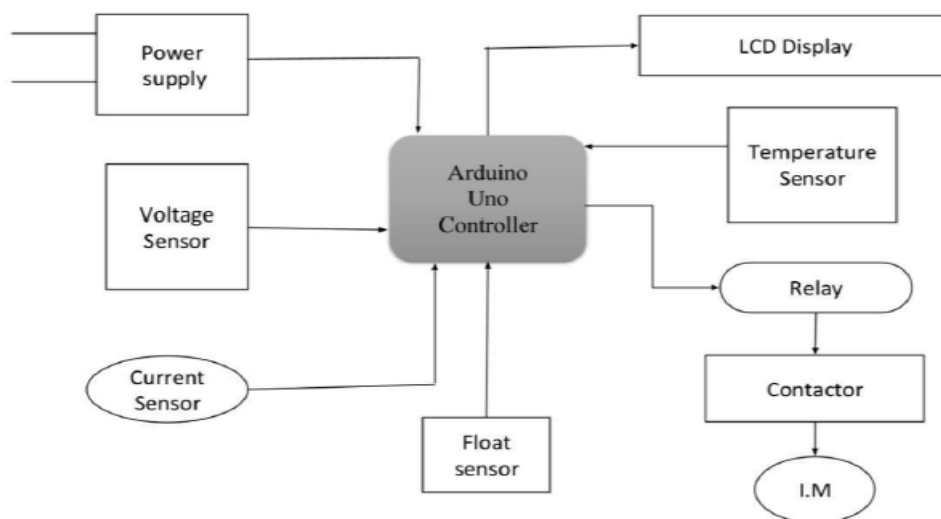 Power
supply
LCD Display
Arduino
Uno
Controller
Temperature
Sensor
Voltage
Sensor
Relay
Current
Sensor
Contactor
Float
sensor
I.M